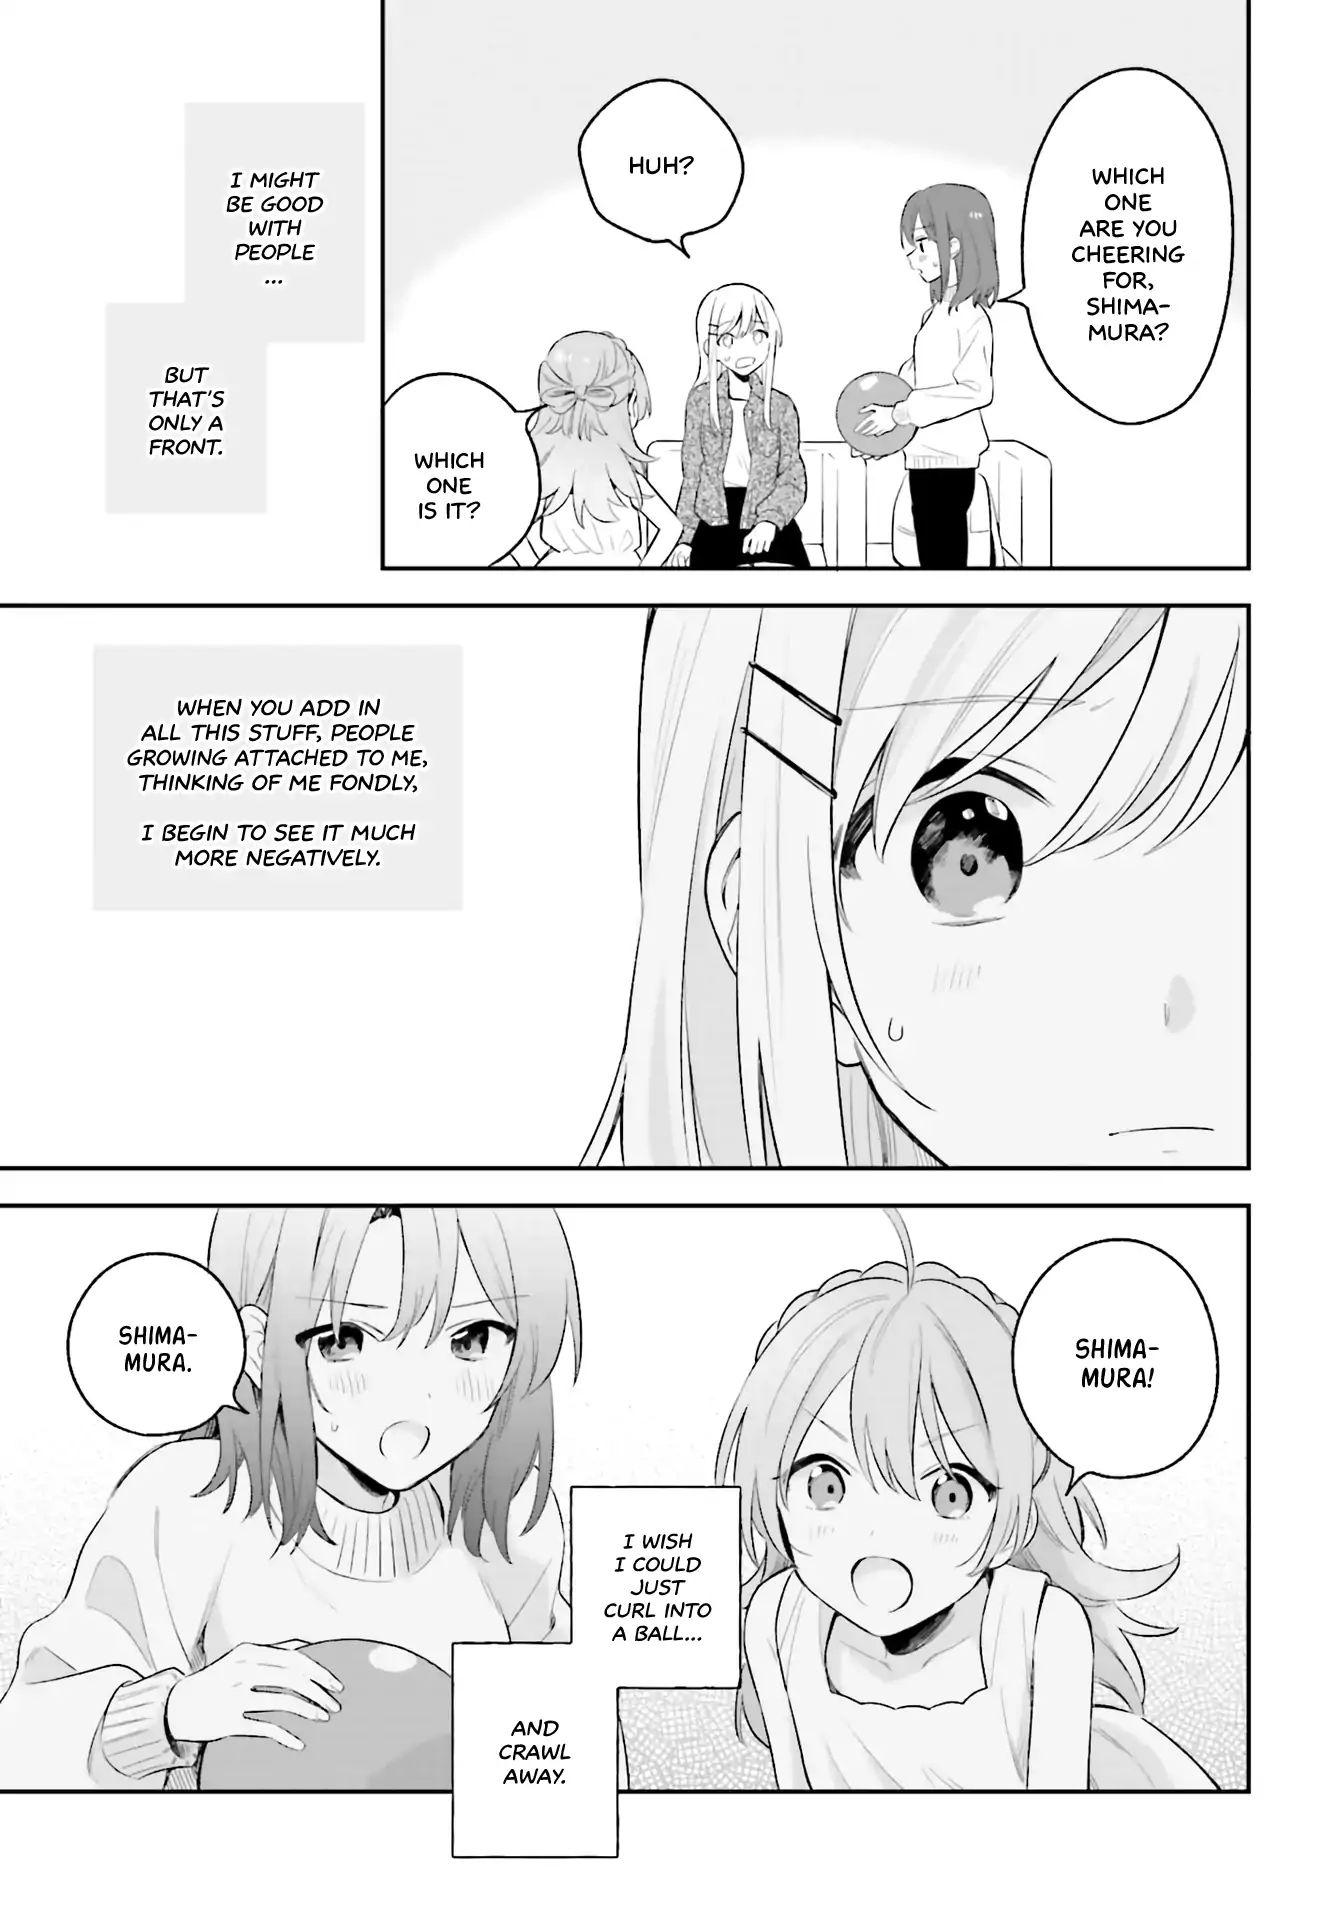 WHICH
ONE
ARE YOU
CHEERING
FOR,
SHIMA-
MURA?
HUH?
WHICH
ONE
IS IT?
I MIGHT
BE GOOD
WITH
PEOPLE
...
BUT
THAT'S
ONLY A
FRONT.
WHEN YOU ADD IN
ALL THIS STUFF, PEOPLE
GROWING ATTACHED TO ME,
THINKING OF ME FONDLY,
I BEGIN TO SEE IT MUCH
MORE NEGATIVELY.
SHIMA-
MURA!
SHIMA-
MURA.
I WISH
I COULD
JUST
CURL INTO
A BALL...
AND
CRAWL
AWAY.